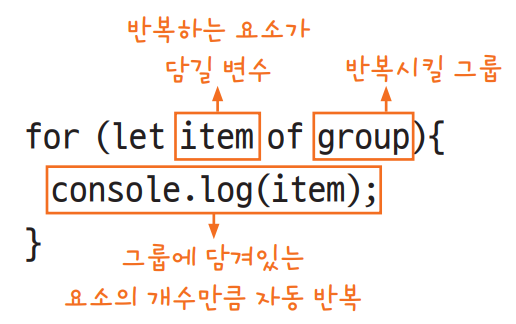 반복하는 요소가
담길 변수
반복시킬 그룹
for (let item of group){
console.log(item);
}
그룹에 담겨있는
요소의 개수만큼 자동 반복